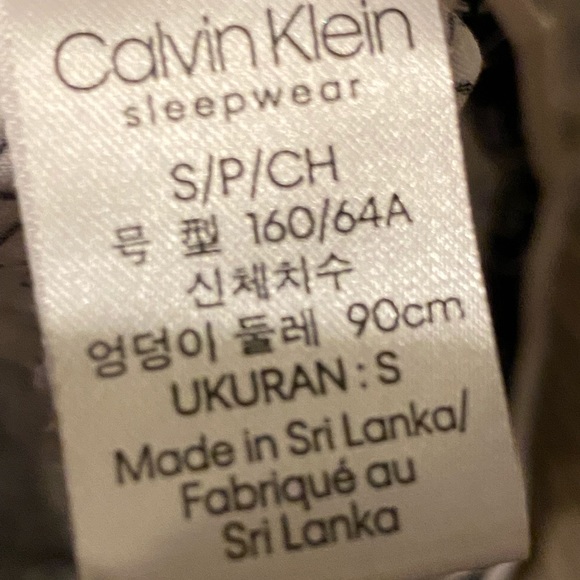 Calvin Klein
sleepwear
S/P/CH
号 型 160/64A
신체치수
엉덩이 둘레 90cm
UKURAN : S
Made in Sri Lanka/
Fabriqué au
Sri Lanka